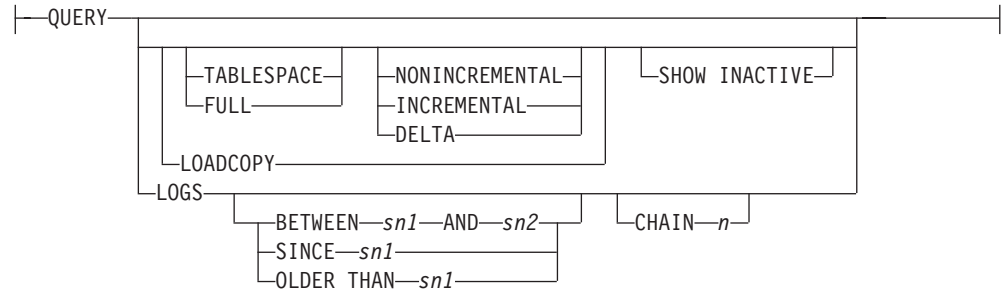 QUERY
TABLESPACE NONINCREMENTAL SHOW INACTIVE
FULL INCREMENTAL
DELTA
LOADCOPY
LOGS
BETWEEN sn1 AND sn2 CHAIN n
SINCE sn1
OLDER THAN sn1